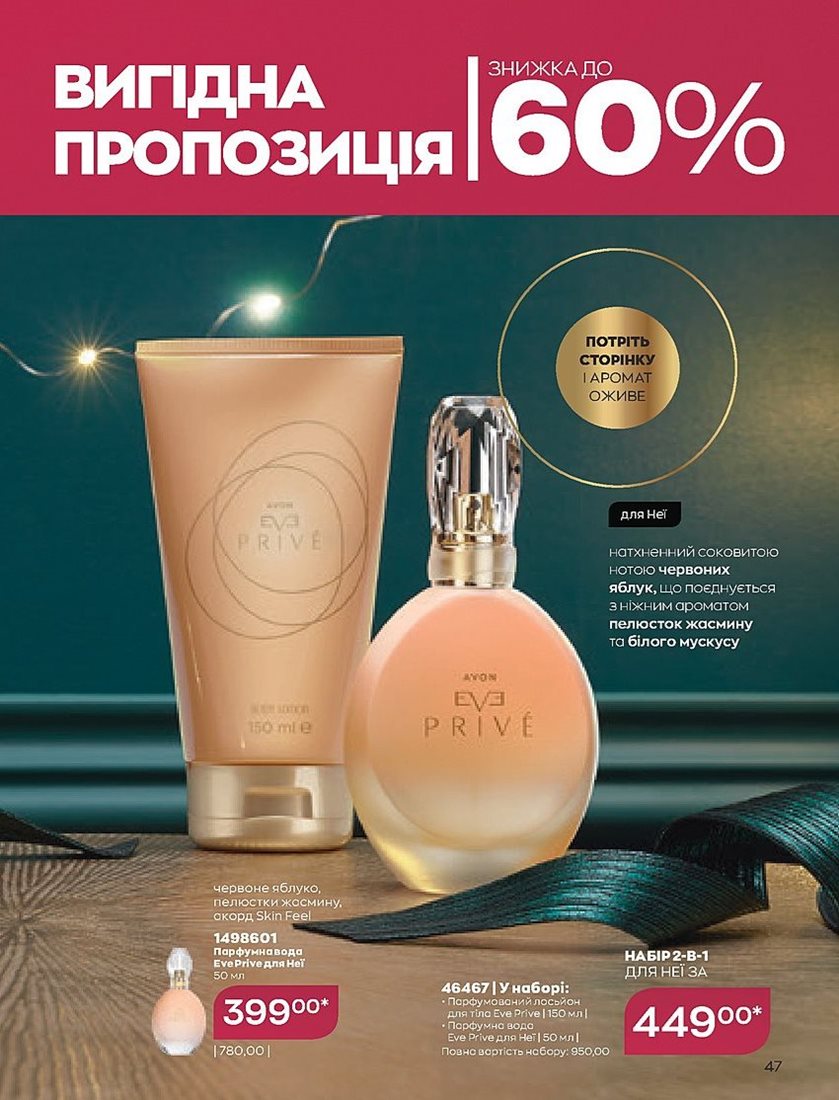 ВИГІДНА
ПРОПОЗИЦІЯ
ЗНИЖКА ДО
60%
ПОТРІТЬ
СТОРІНКУ
І АРОМАТ
ОЖИВЕ
для Неї
натхненний соковитою
нотою червоних
яблук, що поєднується
з ніжним ароматом
пелюсток жасмину
та білого мускусу
AVON
EVE
PRIVÉ
BODY LOTION
150 ml e
AVON
EVE
PRIVÉ
червоне яблуко,
пелюстки жасмину,
акорд Skin Feel
1498601
Парфумна вода
Eve Prive для Неї
50 мл
399⁰⁰*
|780,00|
46467 | У наборі:
• Парфумований лосьйон
для тіла Eve Prive | 150 мл |
• Парфумна вода
Eve Prive для Неї | 50 мл |
Повна вартість набору: 950,00
НАБІР 2-В-1
ДЛЯ НЕЇ ЗА
449⁰⁰*
47